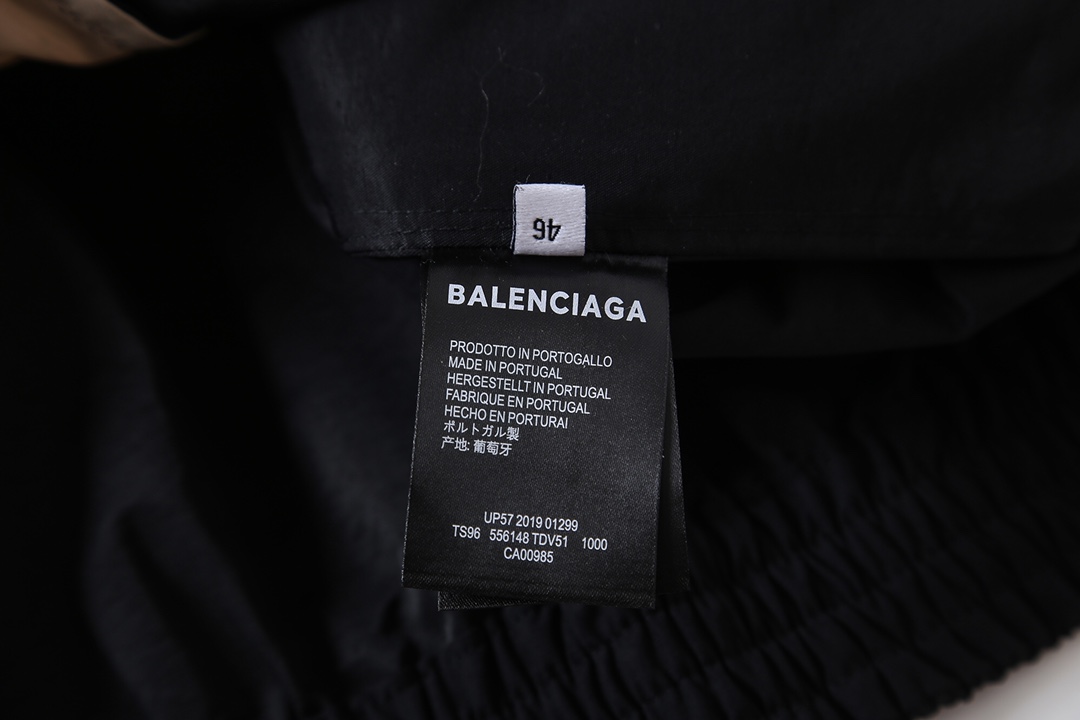 46
BALENCIAGA
PRODOTTO IN PORTOGALLO
MADE IN PORTUGAL
HERGESTELLT IN PORTUGAL
FABRIQUE EN PORTUGAL
HECHO EN PORTURAI
ポルトガル製
产地: 葡萄牙
UP57 2019 01299
TS96 556148 TDV51 1000
CA00985